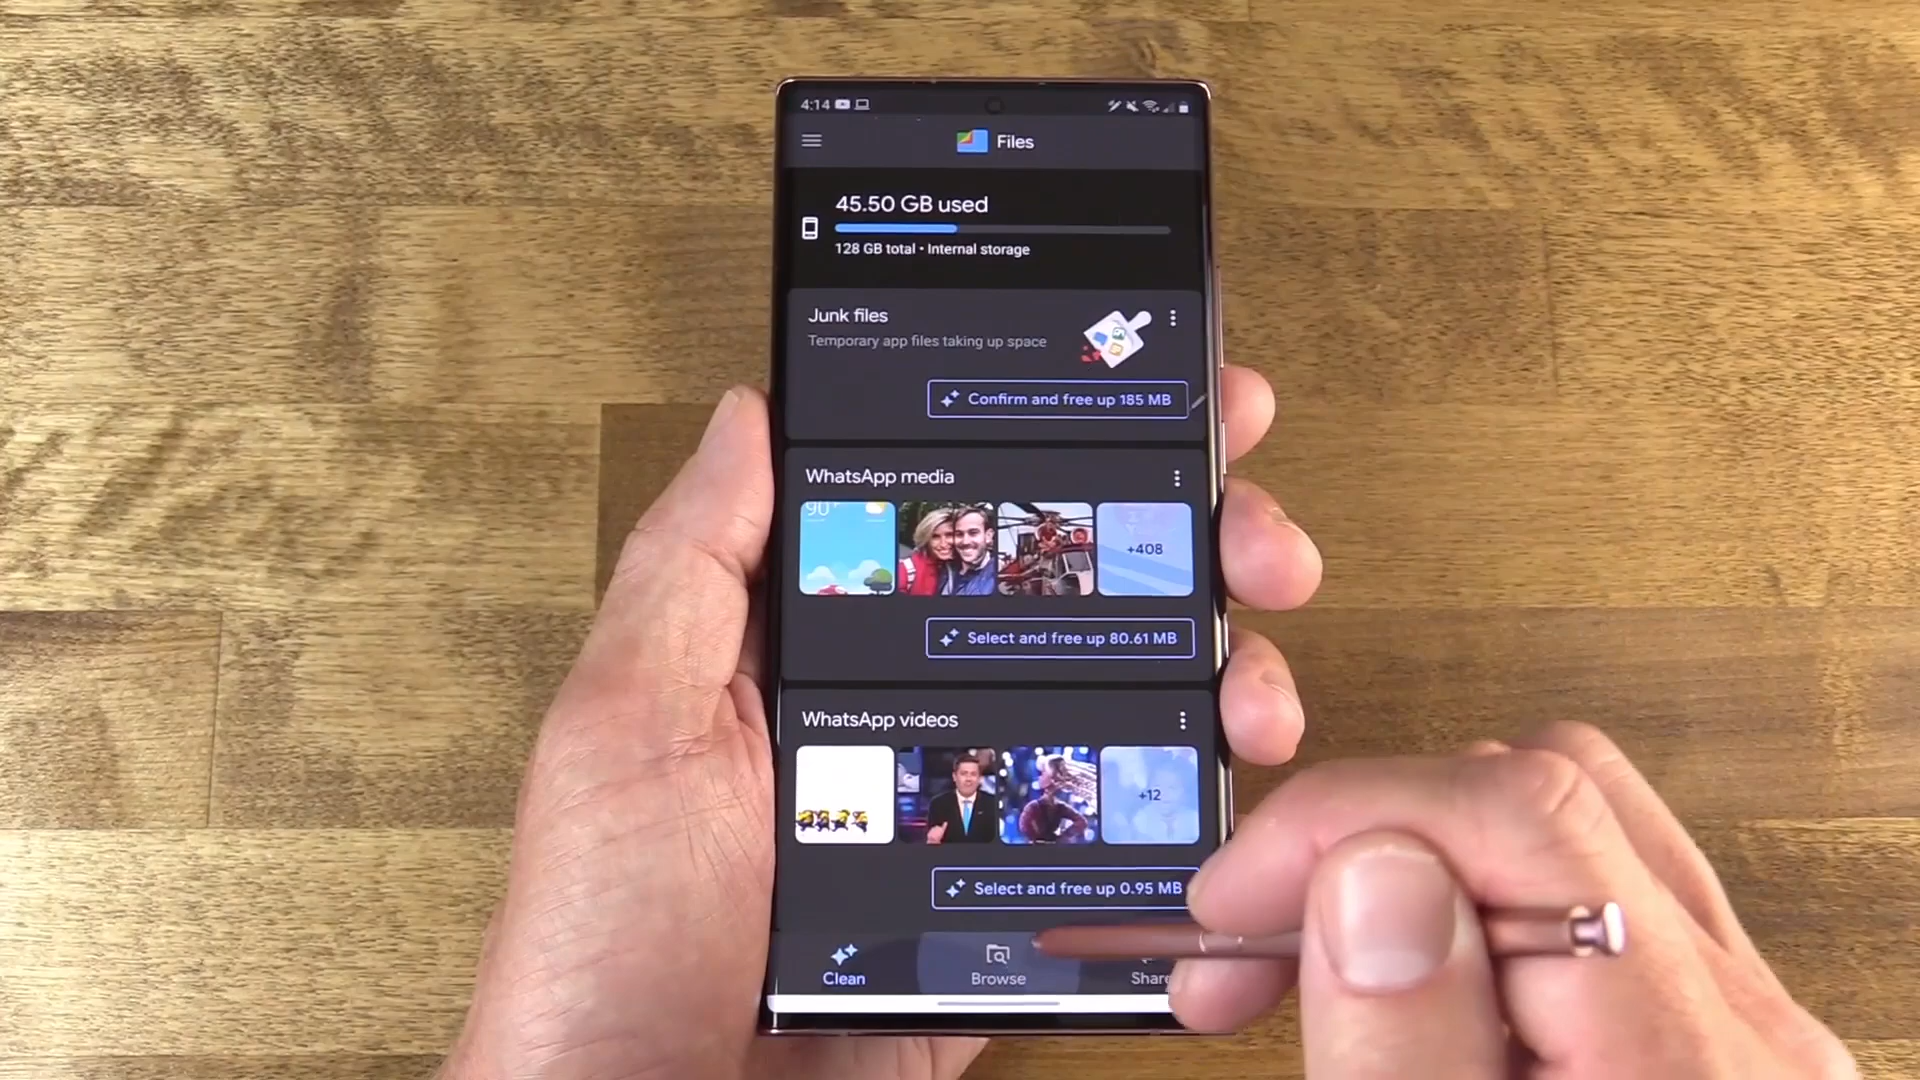 4:14
Files
45.50 GB used
128 GB total • Internal storage
Junk files
Temporary app files taking up space
Confirm and free up 185 MB
WhatsApp media
90°
+408
Select and free up 80.61 MB
WhatsApp videos
+12
Select and free up 0.95 MB
Clean
Browse
Share